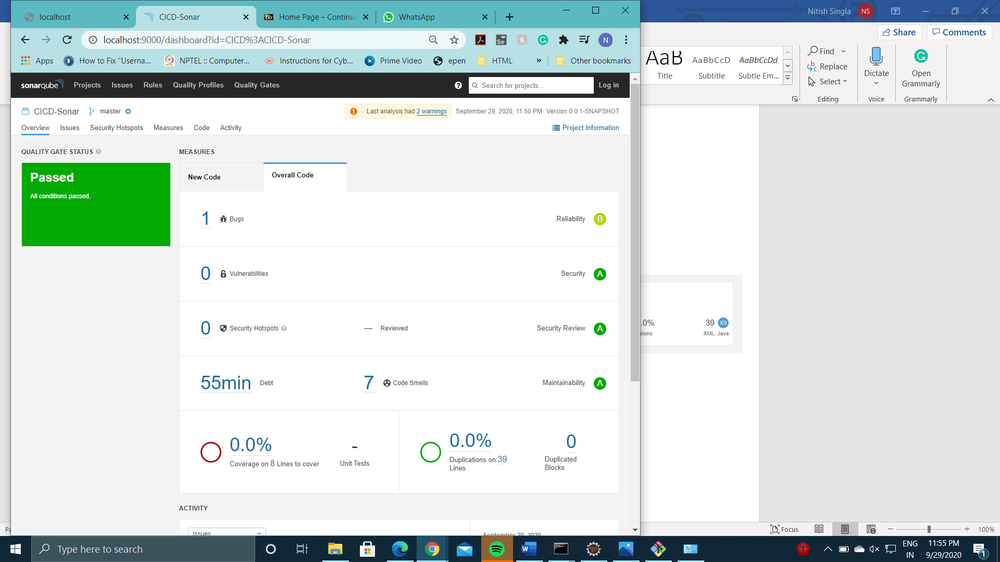 localhost
CICD-Sonar
Home Page – Continuc
WhatsApp
Nitish Singla
NS
localhost:9000/dashboard?id=CICD%3ACICD-Sonar
N
Share
Comments
Apps
How to Fix "Userna...
NPTEL :: Computer...
Instructions for Cyb...
Prime Video
epen
HTML
»
Other bookmarks
AaB
AaBbCcD
AaBbCcDd
Title
Subtitle
Subtle Em...
Find
Replace
Select
Editing
Dictate
Voice
Open
Grammarly
Grammarly
sonarqube
Projects
Issues
Rules
Quality Profiles
Quality Gates
Search for projects...
Log in
CICD-Sonar
master
Last analysis had 2 warnings
September 29, 2020, 11:50 PM
Version 0.0.1-SNAPSHOT
Overview
Issues
Security Hotspots
Measures
Code
Activity
Project Information
QUALITY GATE STATUS
MEASURES
Passed
All conditions passed.
New Code
Overall Code
1 Bugs
Reliability B
0 Vulnerabilities
Security A
0 Security Hotspots
— Reviewed
Security Review A
55min Debt
7 Code Smells
Maintainability A
0.0%
Coverage on 8 Lines to cover
-
Unit Tests
0.0%
Duplications on 39
Lines
0
Duplicated
Blocks
.0%
tions
39 XS
XML, Java
ACTIVITY
Issues
September 29, 2020
Focus
100%
Type here to search
ENG
IN
11:55 PM
9/29/2020
1